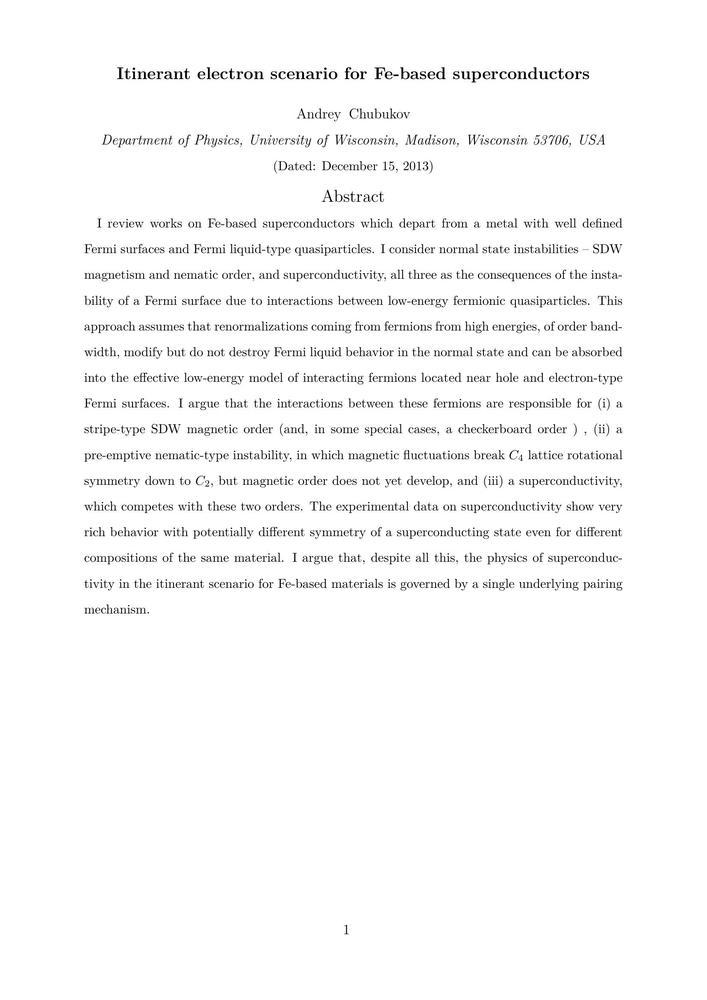 Itinerant electron scenario for Fe-based superconductors
Andrey Chubukov
Department of Physics, University of Wisconsin, Madison, Wisconsin 53706, USA
(Dated: December 15, 2013)
Abstract
I review works on Fe-based superconductors which depart from a metal with well defined
Fermi surfaces and Fermi liquid-type quasiparticles. I consider normal state instabilities – SDW
magnetism and nematic order, and superconductivity, all three as the consequences of the insta-
bility of a Fermi surface due to interactions between low-energy fermionic quasiparticles. This
approach assumes that renormalizations coming from fermions from high energies, of order band-
width, modify but do not destroy Fermi liquid behavior in the normal state and can be absorbed
into the effective low-energy model of interacting fermions located near hole and electron-type
Fermi surfaces. I argue that the interactions between these fermions are responsible for (i) a
stripe-type SDW magnetic order (and, in some special cases, a checkerboard order ) , (ii) a
pre-emptive nematic-type instability, in which magnetic fluctuations break C4 lattice rotational
symmetry down to C2, but magnetic order does not yet develop, and (iii) a superconductivity,
which competes with these two orders. The experimental data on superconductivity show very
rich behavior with potentially different symmetry of a superconducting state even for different
compositions of the same material. I argue that, despite all this, the physics of superconduc-
tivity in the itinerant scenario for Fe-based materials is governed by a single underlying pairing
mechanism.
1